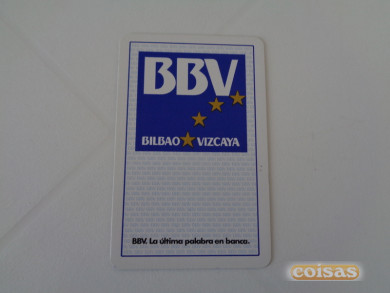 BBV
BILBAO VIZCAYA
BBV. La última palabra en banca.
coisas